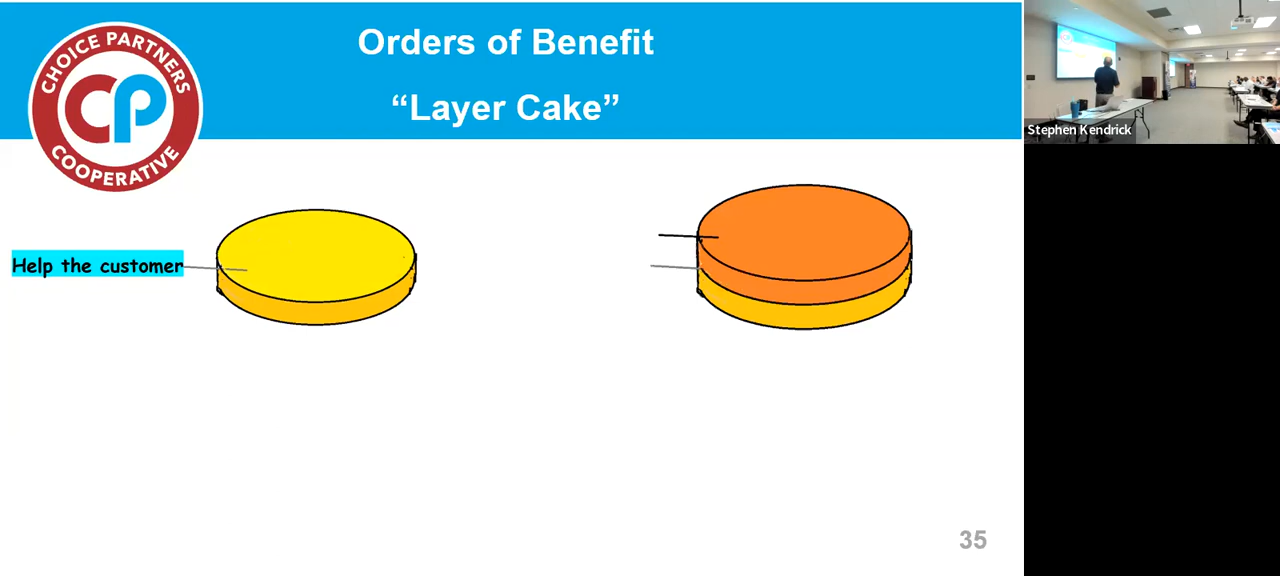 Orders of Benefit
“Layer Cake”
CHOICE PARTNERS
CP
COOPERATIVE
Help the customer
35
Stephen Kendrick